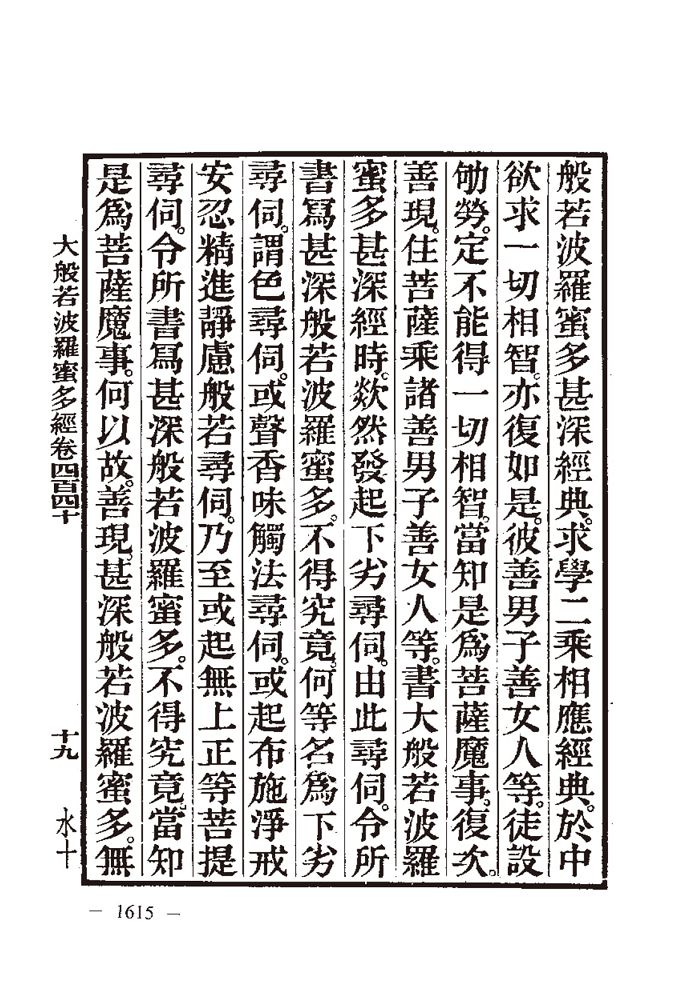 般若波羅蜜多甚深經典。求學二乘相應經典。於中
欲求一切相智。亦復如是。彼善男子善女人等。徒設
劬勞。定不能得一切相智。當知是爲菩薩魔事。復次。
善現。住菩薩乘諸善男子善女人等。書大般若波羅
蜜多甚深經時。欻然發起下劣尋伺。由此尋伺。令所
書寫甚深般若波羅蜜多。不得究竟。何等名爲下劣
尋伺。謂色尋伺。或聲香味觸法尋伺。或起布施淨戒
安忍精進靜慮般若尋伺。乃至或起無上正等菩提
尋伺。令所書寫甚深般若波羅蜜多。不得究竟。當知
是爲菩薩魔事。何以故。善現。甚深般若波羅蜜多。無
大般若波羅蜜多經卷四百四十 十九 水十
— 1615 —